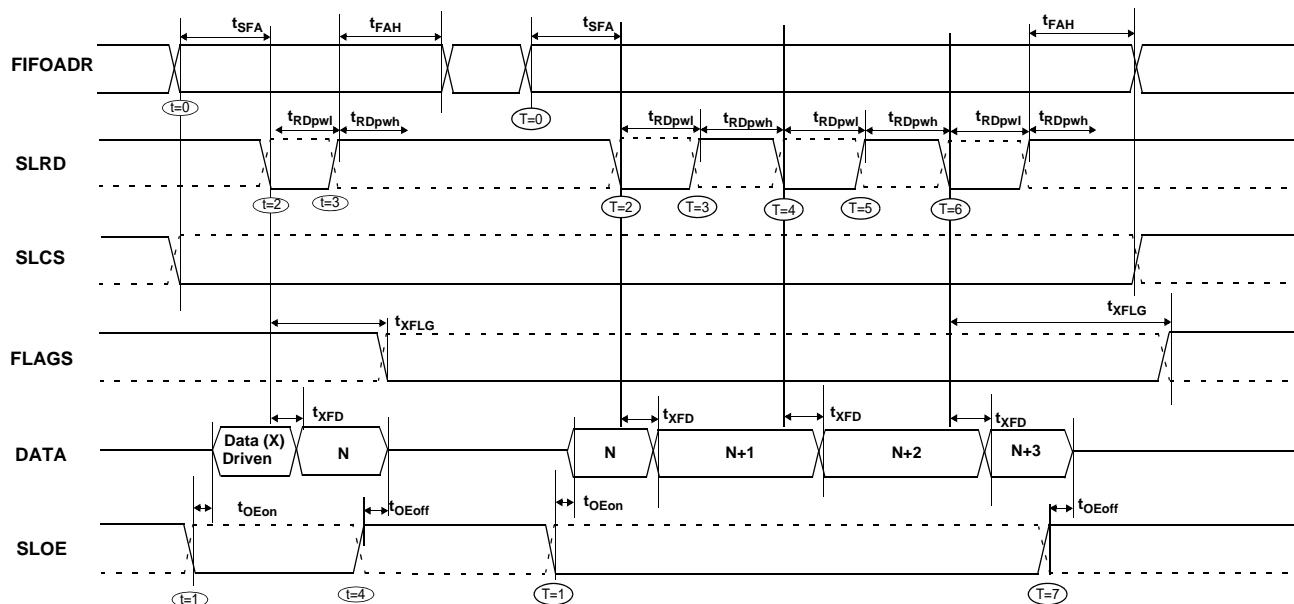 tSFA tFAH tSFA tFAH
FIFOADR
t=0 T=0
tRDpwl tRDpwh tRDpwl tRDpwh tRDpwl tRDpwh tRDpwl tRDpwh
SLRD
t=2 t=3 T=2 T=3 T=4 T=5 T=6
SLCS
tXFLG tXFLG
FLAGS
tXFD tXFD tXFD tXFD
DATA
Data (X)
Driven
N N N+1 N+2 N+3
tOEon tOEoff tOEon tOEoff
SLOE
t=1 t=4 T=1 T=7